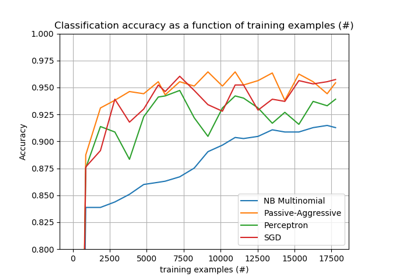 Classification accuracy as a function of training examples (#)
1.000
0.975
0.950
0.925
0.900
0.875
0.850
0.825
0.800
Accuracy
NB Multinomial
Passive-Aggressive
Perceptron
SGD
0 2500 5000 7500 10000 12500 15000 17500
training examples (#)